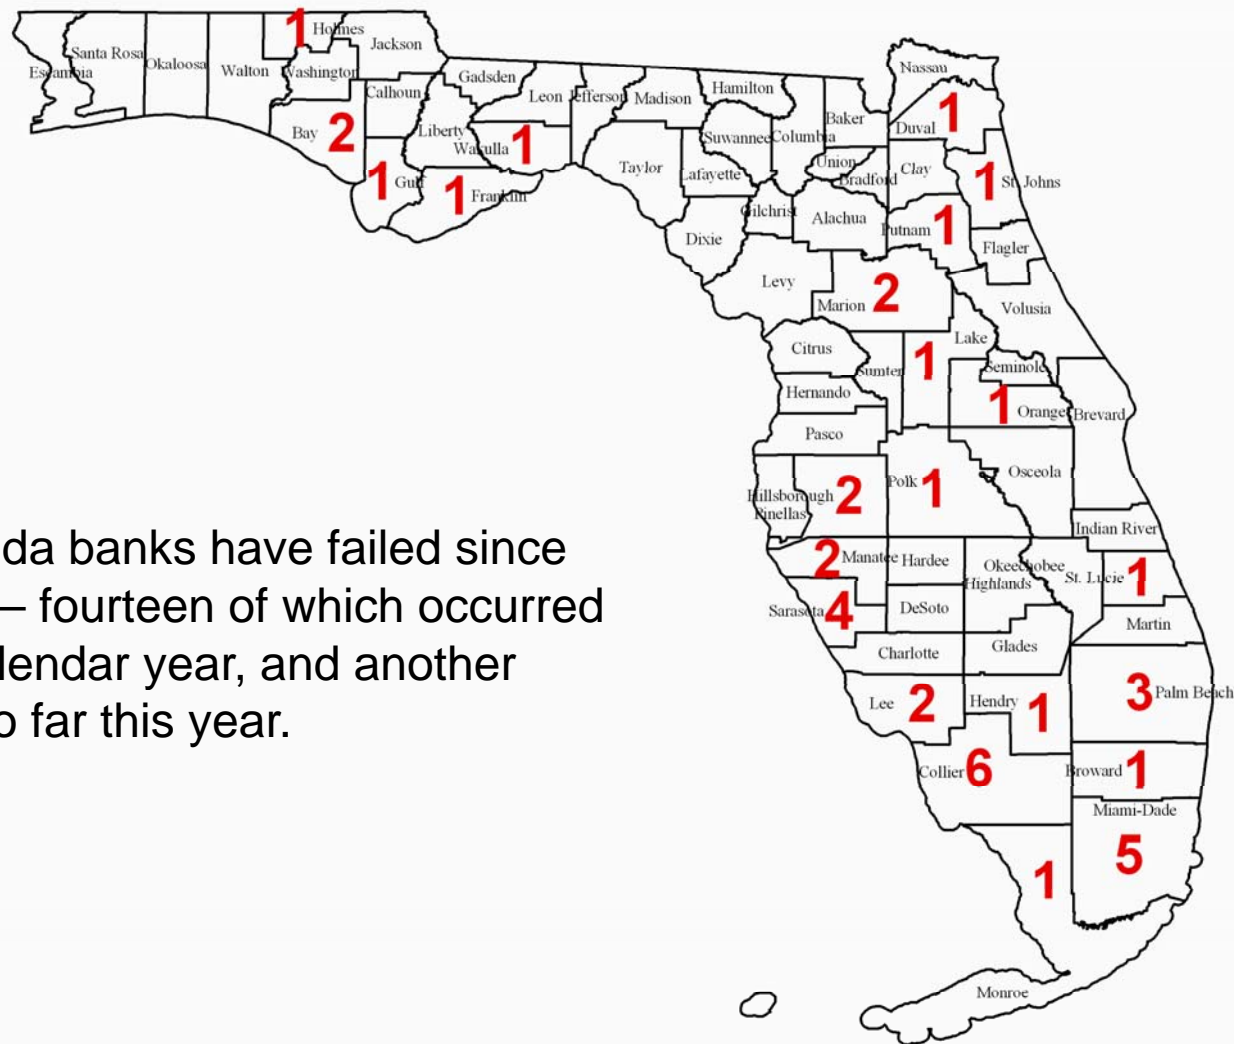 1 Holmes
Jackson
Santa Rosa
Escambia
Okaloosa
Walton
Washington
Gadsden
Calhoun
Leon
Jefferson
Madison
Hamilton
Nassau
Baker
Duval 1
Bay 2
Liberty
Wakulla 1
Suwannee
Columbia
Union
Bradford
Clay
1 St. Johns
Taylor
Lafayette
1 Gulf
1 Franklin
Gilchrist
Alachua
Putnam 1
Dixie
Flagler
Levy
Marion 2
Volusia
Citrus
Sumter
Lake
1
Seminole
Hernando
1 Orange
Brevard
Pasco
Osceola
Hillsborough 2
Polk 1
Pinellas
Indian River
da banks have failed since
– fourteen of which occurred
lendar year, and another
o far this year.
2 Manatee
Hardee
Okeechobee
Highlands
St. Lucie 1
Sarasota 4
DeSoto
Martin
Charlotte
Glades
Lee 2
Hendry 1
3 Palm Beach
Collier 6
Broward 1
Miami-Dade
5
1
Monroe